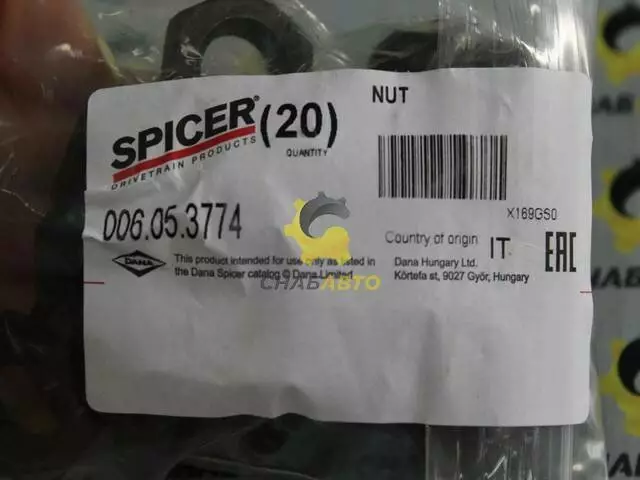 NUT
SPICER®
(20)
DRIVETRAIN PRODUCTS
QUANTITY
X169GS0
006.05.3774
Country of origin IT
EAC
DANA
This product intended for use only as listed in
the Dana Spicer catalog © Dana Limited
Dana Hungary Ltd.
Körtefa st, 9027 Győr, Hungary
СНАБАВТО